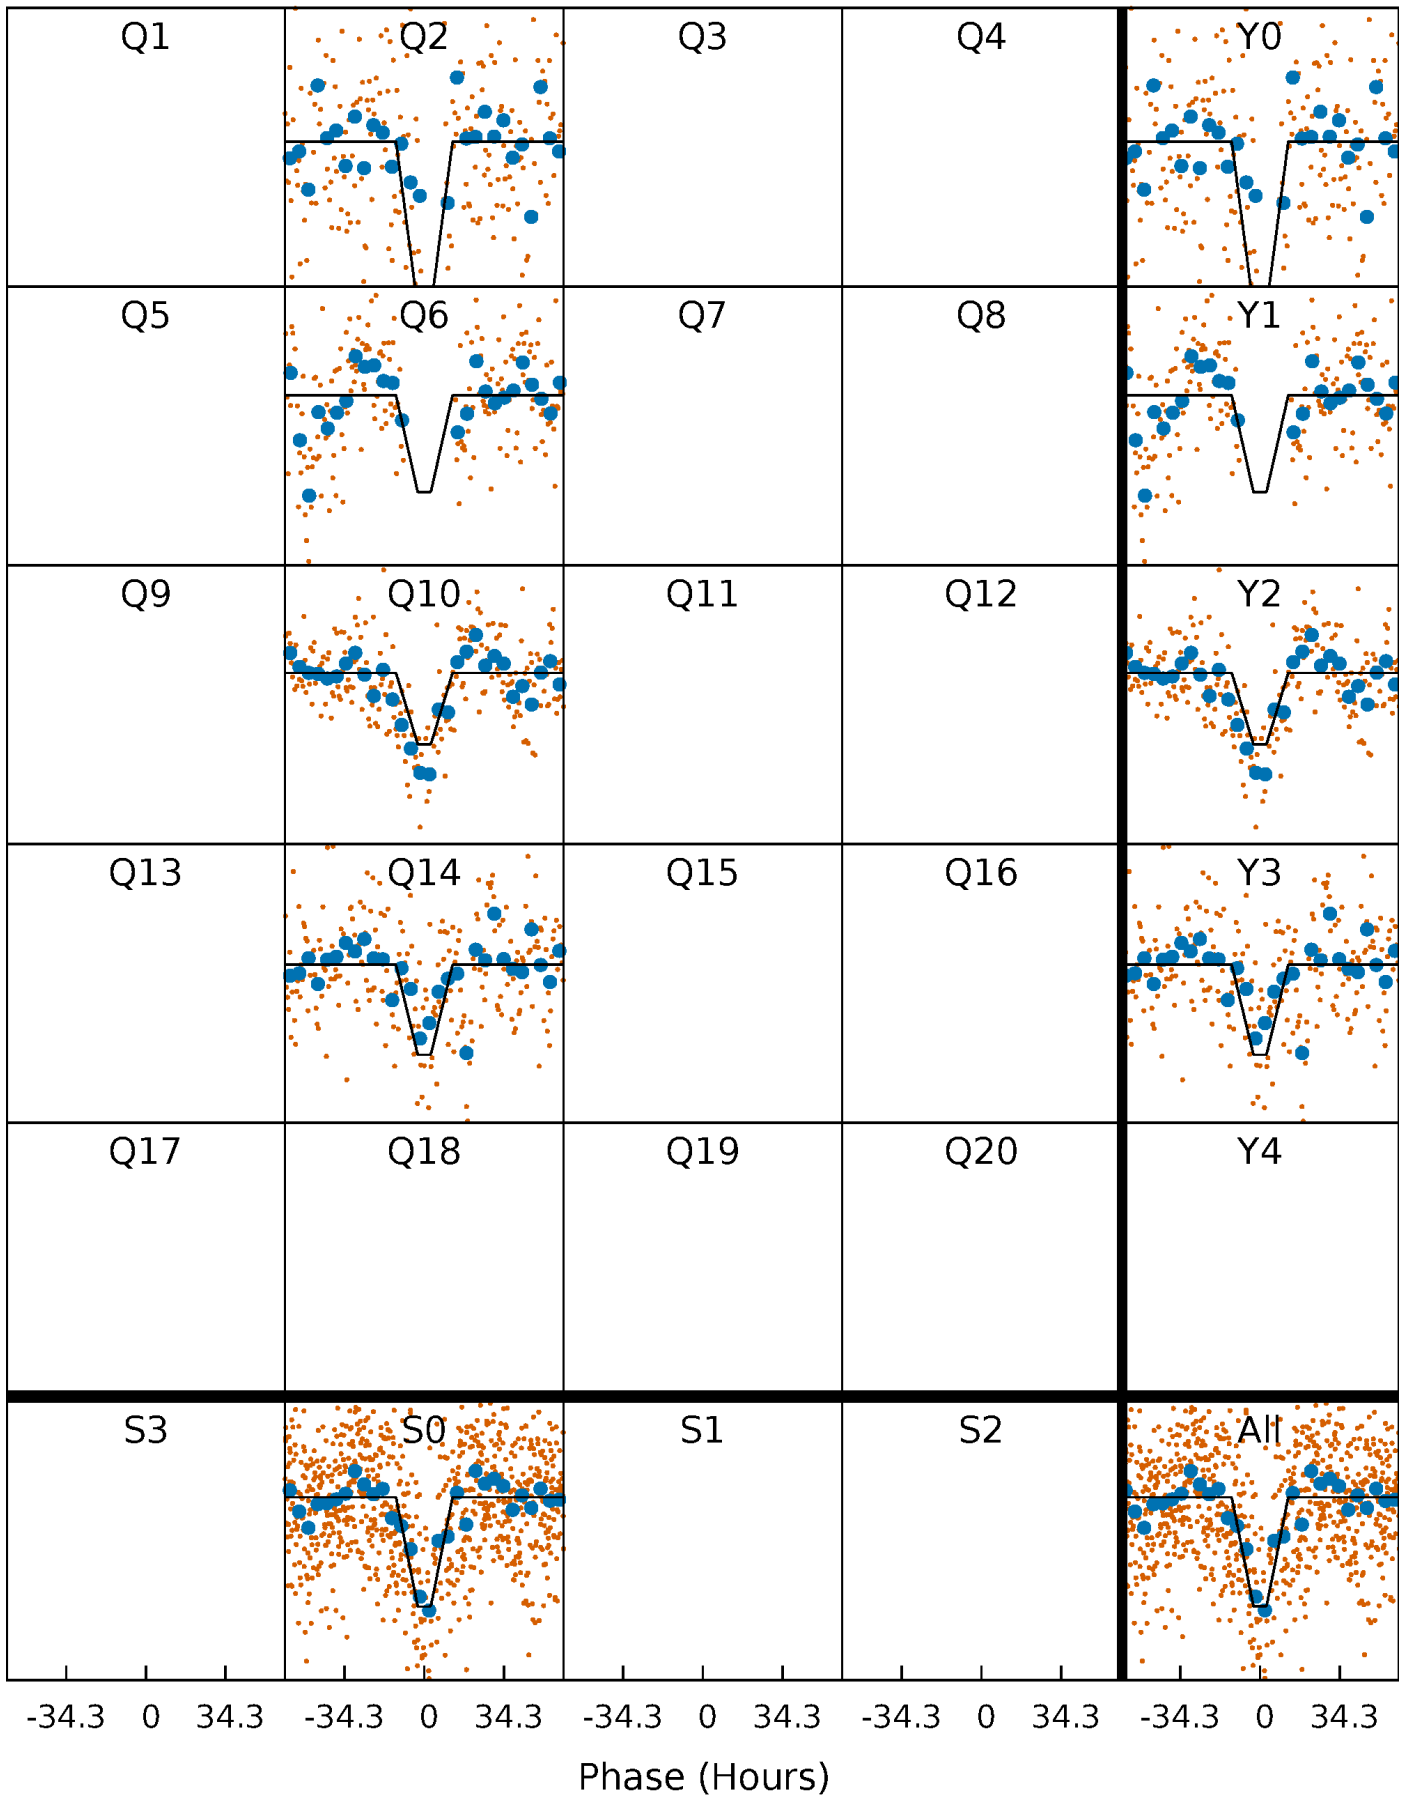 Q1 Q2 Q3 Q4 Y0
Q5 Q6 Q7 Q8 Y1
Q9 Q10 Q11 Q12 Y2
Q13 Q14 Q15 Q16 Y3
Q17 Q18 Q19 Q20 Y4
S3 S0 S1 S2 All
-34.3 0 34.3 -34.3 0 34.3 -34.3 0 34.3 -34.3 0 34.3 -34.3 0 34.3
Phase (Hours)